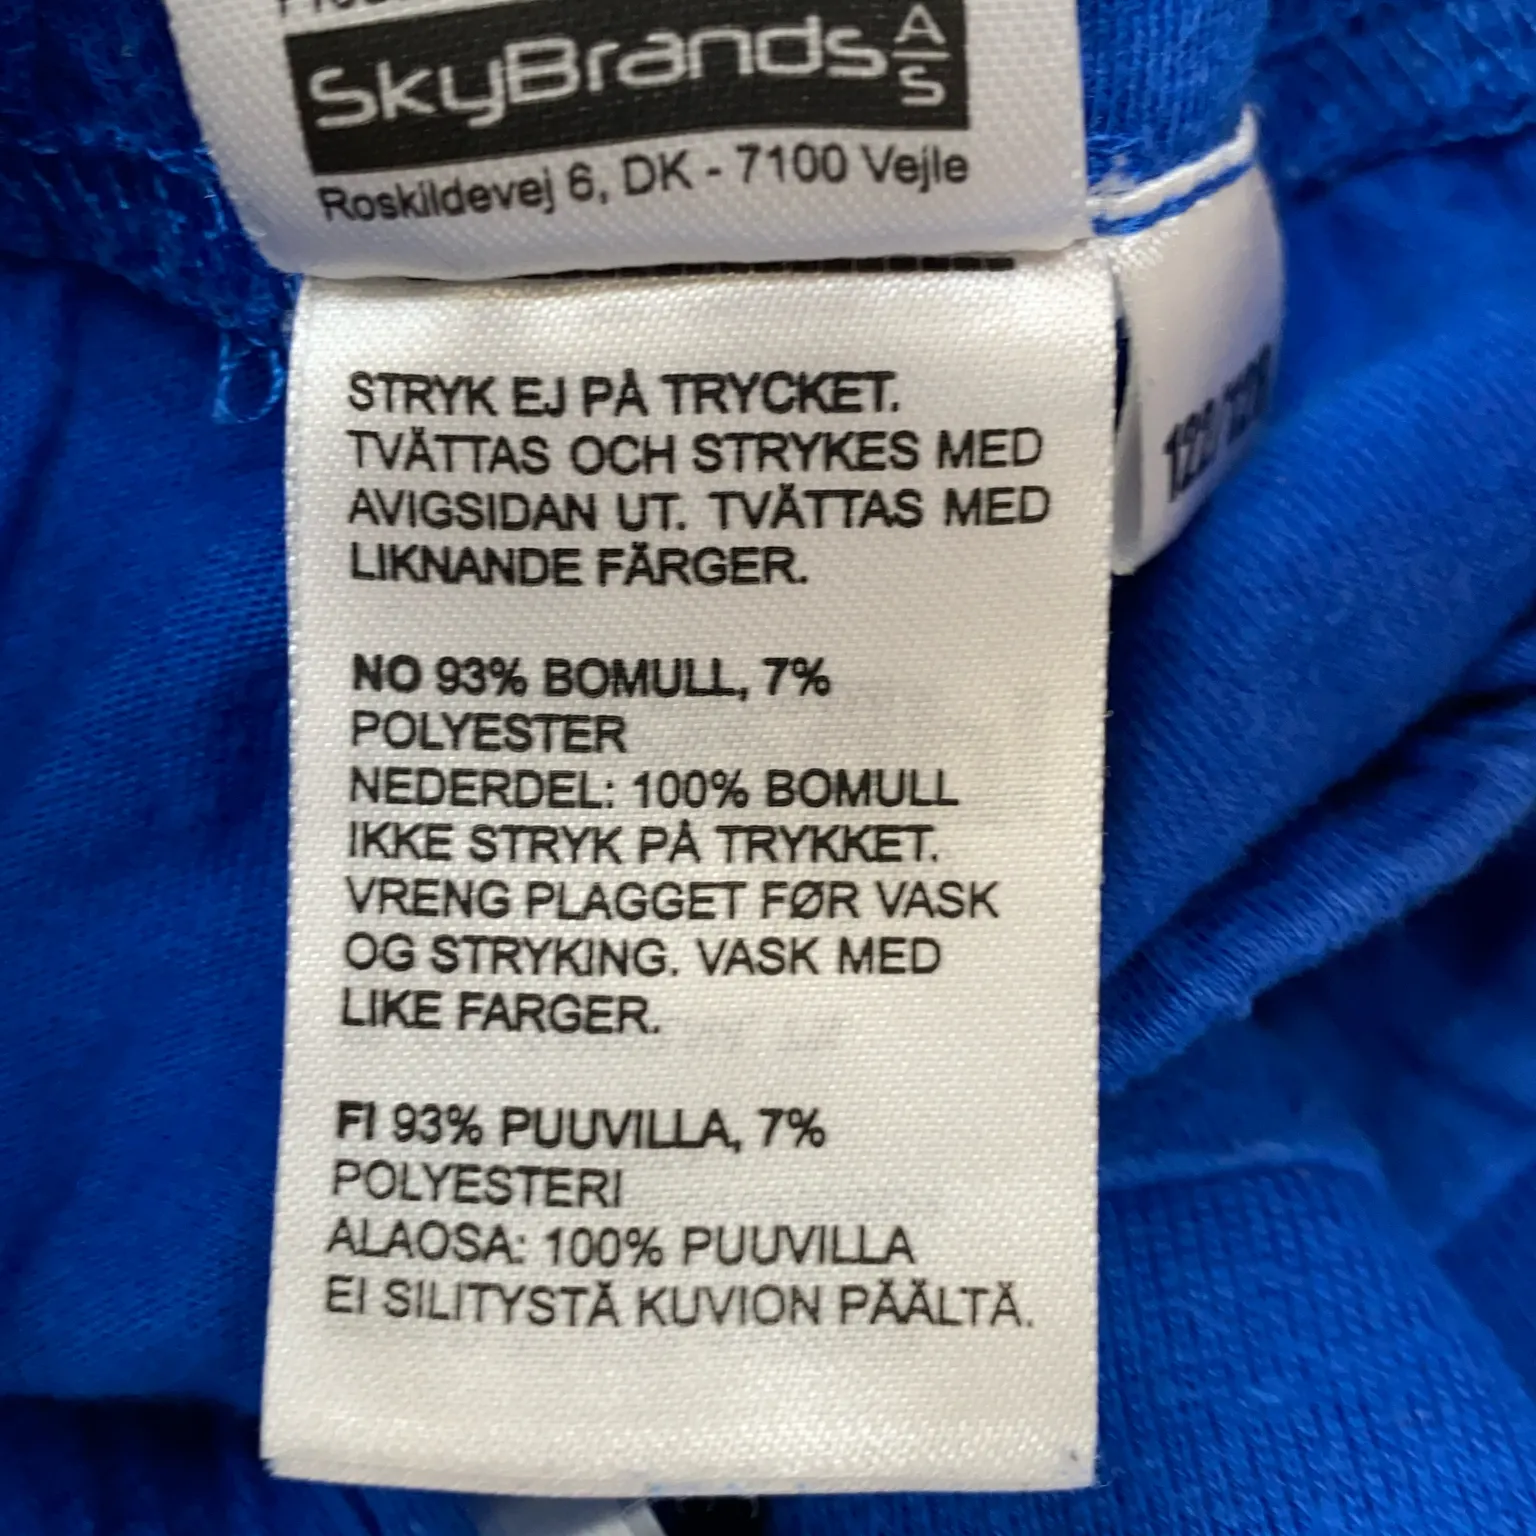 SkyBrands A/S
Roskildevej 6, DK - 7100 Vejle
STRYK EJ PÅ TRYCKET.
TVÄTTAS OCH STRYKES MED
AVIGSIDAN UT. TVÄTTAS MED
LIKNANDE FÄRGER.
NO 93% BOMULL, 7%
POLYESTER
NEDERDEL: 100% BOMULL
IKKE STRYK PÅ TRYKKET.
VRENG PLAGGET FØR VASK
OG STRYKING. VASK MED
LIKE FARGER.
FI 93% PUUVILLA, 7%
POLYESTERI
ALAOSA: 100% PUUVILLA
EI SILITYSTÄ KUVION PÄÄLTÄ.